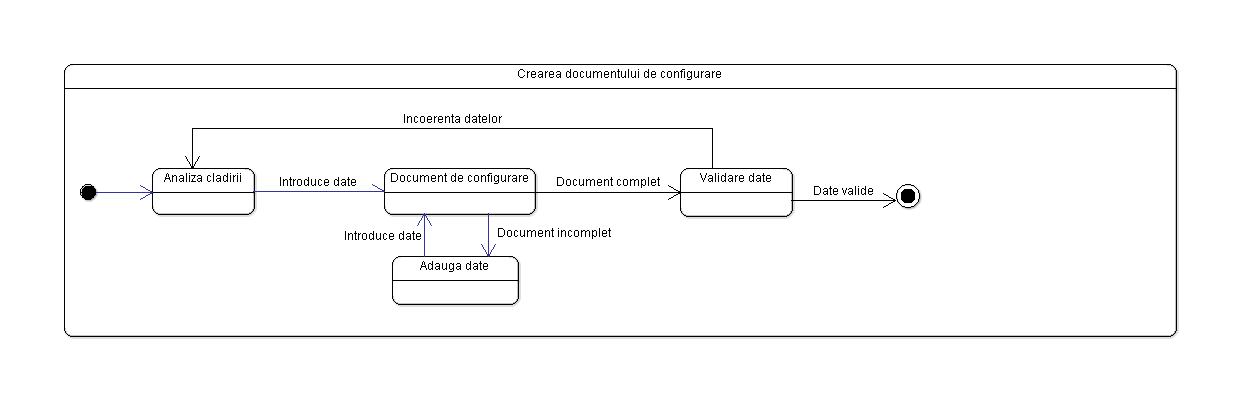 Crearea documentului de configurare
Incoerenta datelor
Analiza cladirii
Introduce date
Document de configurare
Document complet
Validare date
Date valide
Introduce date
Document incomplet
Adauga date